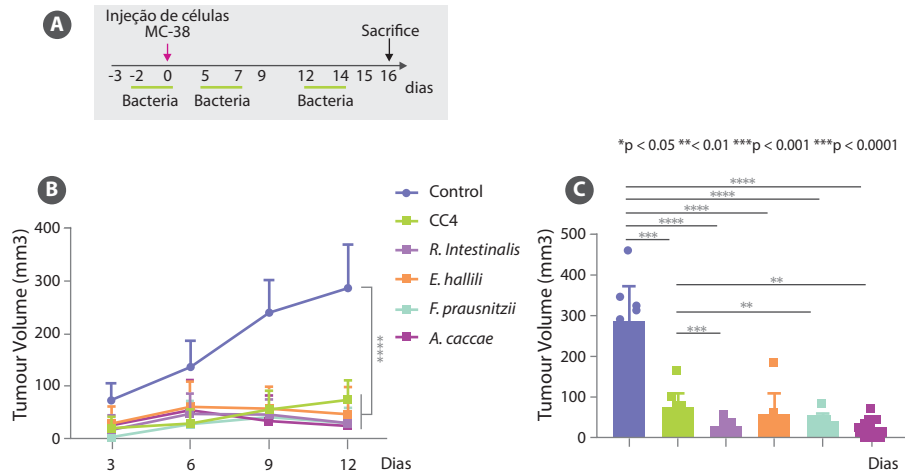 A
Injeção de células
MC-38
Sacrifice
-3 -2 0 5 7 9 12 14 15 16
dias
Bacteria Bacteria Bacteria
*p < 0.05 **< 0.01 ***p < 0.001 ***p < 0.0001
B
Tumour Volume (mm3)
400
300
200
100
0
3 6 9 12 Dias
****
Control
CC4
R. Intestinalis
E. hallili
F. prausnitzii
A. caccae
C
Tumour Volume (mm3)
500
400
300
200
100
0
****
****
****
****
***
**
**
***
Dias